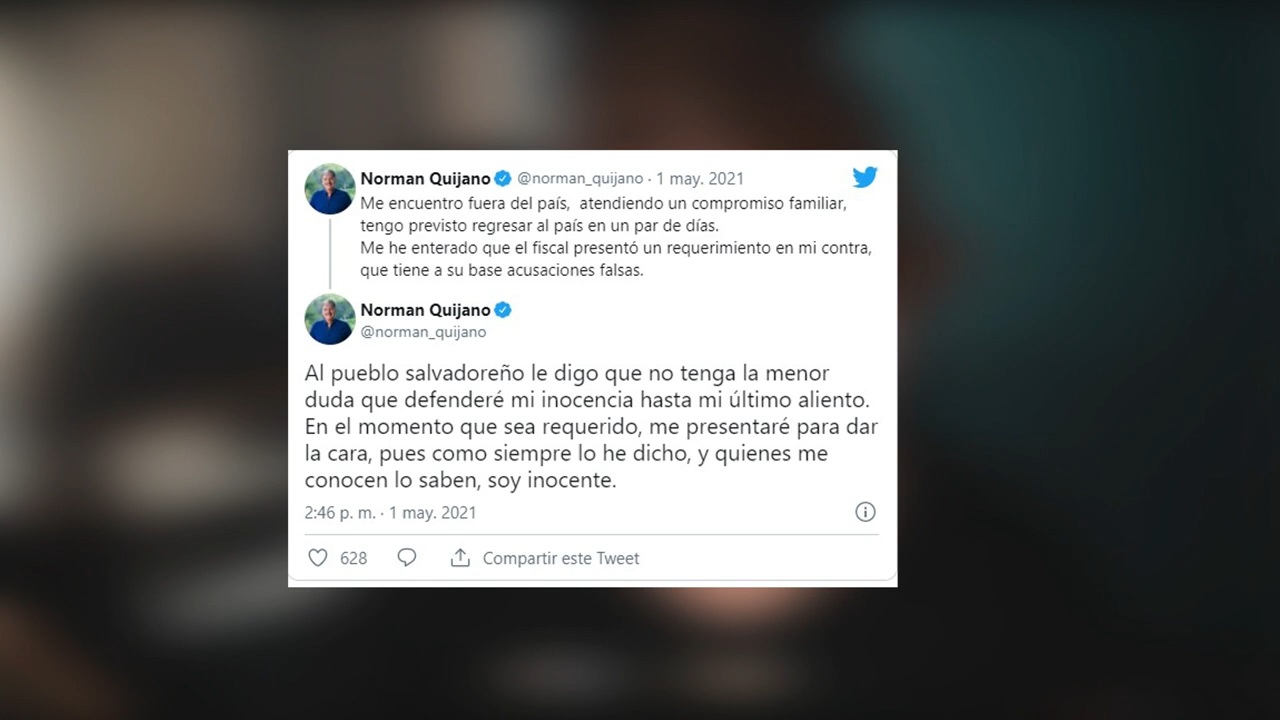 Norman Quijano @norman_quijano · 1 may. 2021
Me encuentro fuera del país, atendiendo un compromiso familiar,
tengo previsto regresar al país en un par de días.
Me he enterado que el fiscal presentó un requerimiento en mi contra,
que tiene a su base acusaciones falsas.
Norman Quijano
@norman_quijano
Al pueblo salvadoreño le digo que no tenga la menor
duda que defenderé mi inocencia hasta mi último aliento.
En el momento que sea requerido, me presentaré para dar
la cara, pues como siempre lo he dicho, y quienes me
conocen lo saben, soy inocente.
2:46 p. m. · 1 may. 2021
628
Compartir este Tweet